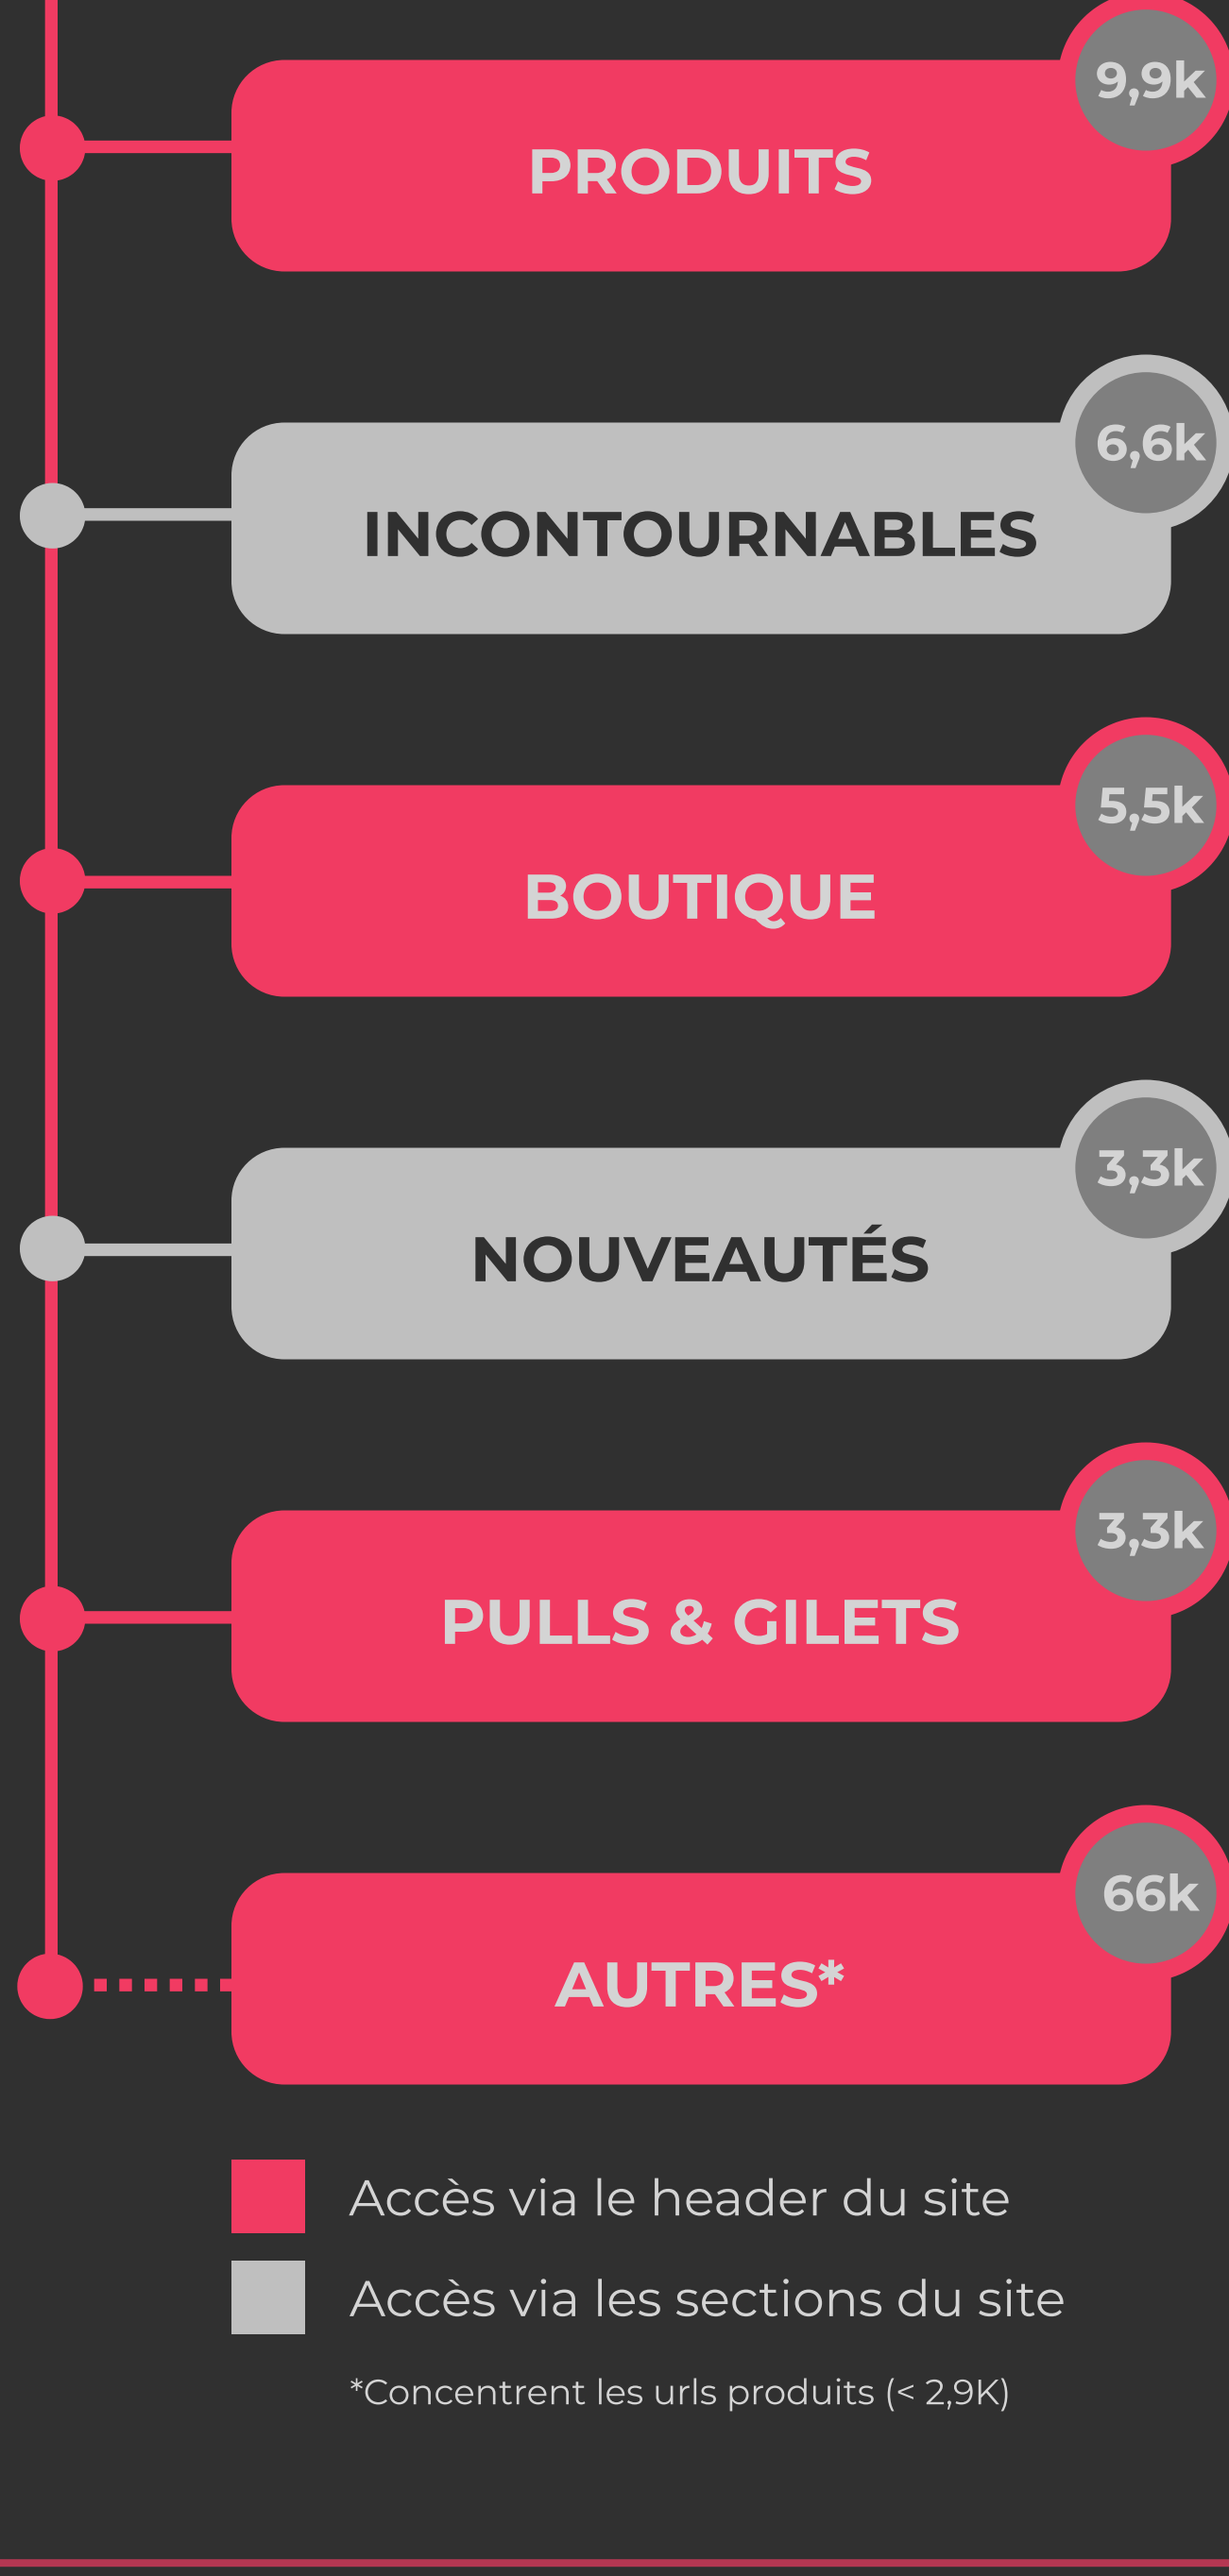 9,9k
PRODUITS
6,6k
INCONTOURNABLES
5,5k
BOUTIQUE
3,3k
NOUVEAUTÉS
3,3k
PULLS & GILETS
66k
AUTRES*
Accès via le header du site
Accès via les sections du site
*Concentrent les urls produits (< 2,9K)